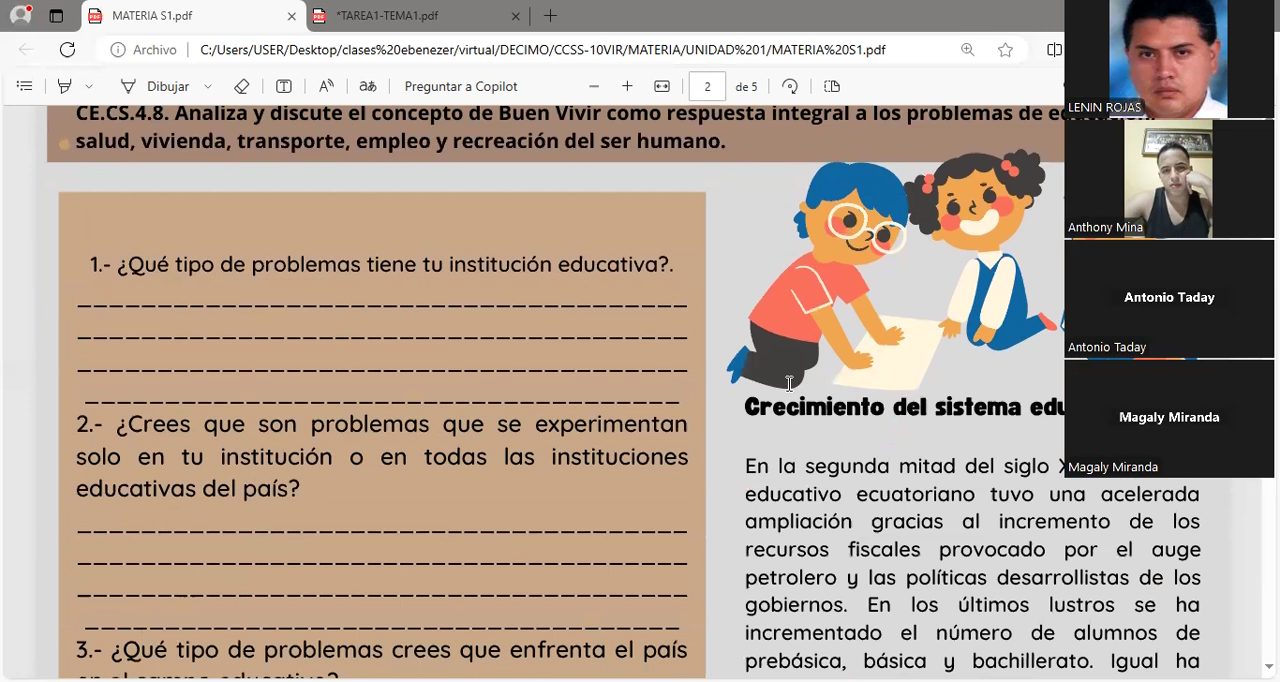 MATERIA S1.pdf
*TAREA1-TEMA1.pdf
Archivo
C:/Users/USER/Desktop/clases%20ebenezer/virtual/DECIMO/CCSS-10VIR/MATERIA/UNIDAD%201/MATERIA%20S1.pdf
Dibujar
Preguntar a Copilot
2
de 5
CE.CS.4.8. Analiza y discute el concepto de Buen Vivir como respuesta integral a los problemas de
salud, vivienda, transporte, empleo y recreación del ser humano.
1.- ¿Qué tipo de problemas tiene tu institución educativa?.
2.- ¿Crees que son problemas que se experimentan
solo en tu institución o en todas las instituciones
educativas del país?
3.- ¿Qué tipo de problemas crees que enfrenta el país
Crecimiento del sistema edu
En la segunda mitad del siglo
educativo ecuatoriano tuvo una acelerada
ampliación gracias al incremento de los
recursos fiscales provocado por el auge
petrolero y las políticas desarrollistas de los
gobiernos. En los últimos lustros se ha
incrementado el número de alumnos de
prebásica, básica y bachillerato. Igual ha
LENIN ROJAS
Anthony Mina
Antonio Taday
Antonio Taday
Magaly Miranda
Magaly Miranda